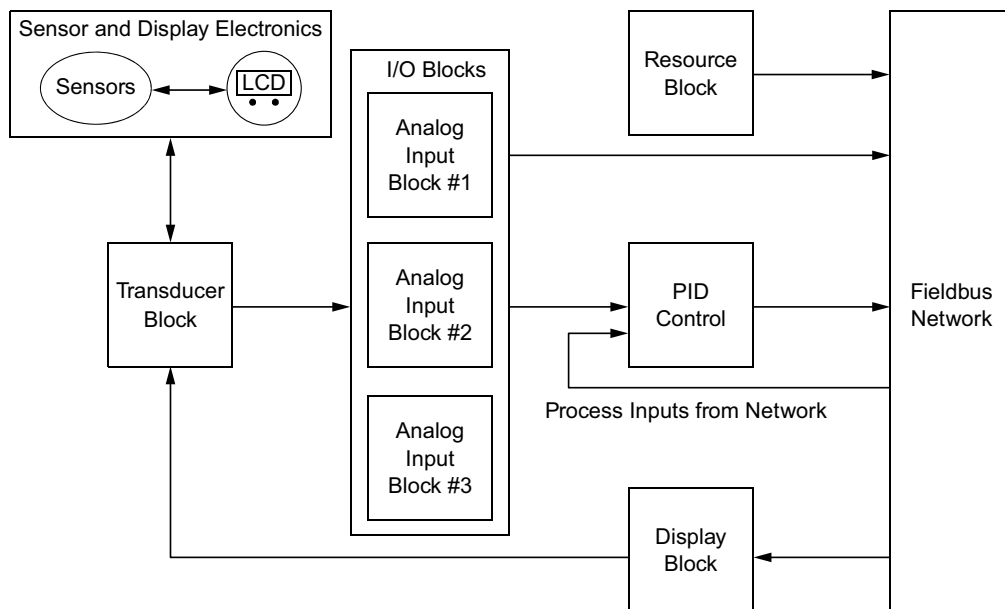 Sensor and Display Electronics
Sensors
LCD
I/O Blocks
Analog
Input
Block #1
Analog
Input
Block #2
Analog
Input
Block #3
Transducer
Block
Resource
Block
PID
Control
Process Inputs from Network
Display
Block
Fieldbus
Network